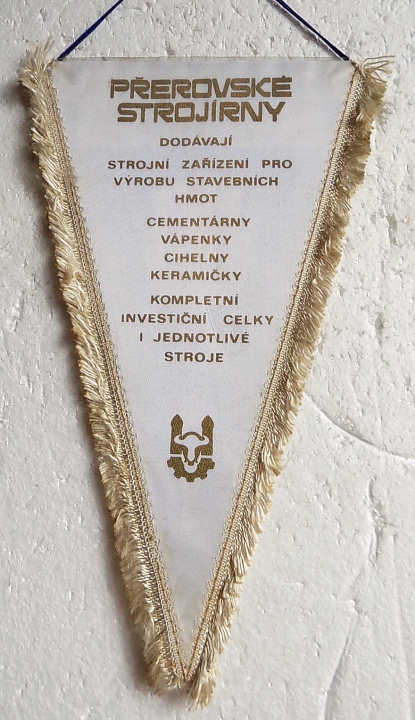 PŘEROVSKÉ
STROJÍRNY
DODÁVAJÍ
STROJNÍ ZAŘÍZENÍ PRO
VÝROBU STAVEBNÍCH
HMOT
CEMENTÁRNY
VÁPENKY
CIHELNY
KERAMIČKY
KOMPLETNÍ
INVESTIČNÍ CELKY
I JEDNOTLIVÉ
STROJE